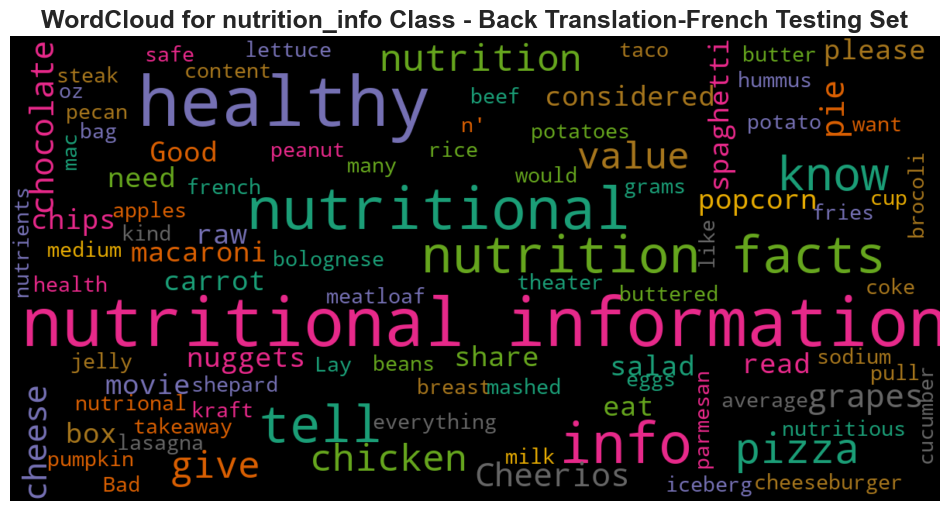 WordCloud for nutrition_info Class - Back Translation-French Testing Set
safe
lettuce
nutrition
taco
butter
please
chocolate
steak
content
oz
healthy
beef
considered
spaghetti
hummus
pie
pecan
bag
mac
Good
peanut
n'
potatoes
potato
want
many
rice
value
need
french
would
grams
know
brocoli
chips
apples
nutritional
popcorn
cup
fries
kind
raw
like
nutrients
medium
macaroni
bolognese
nutrition facts
health
carrot
theater
meatloaf
buttered
coke
nutritional information
jelly
nuggets
Lay
beans
share
salad
read
sodium
pull
movie
shepard
breast
mashed
eggs
parmesan
average
grapes
cucumber
cheese
nutrional
kraft
tell
everything
eat
box
takeaway
lasagna
info
nutritious
pizza
pumpkin
give
chicken
milk
Cheerios
Bad
iceberg
cheeseburger